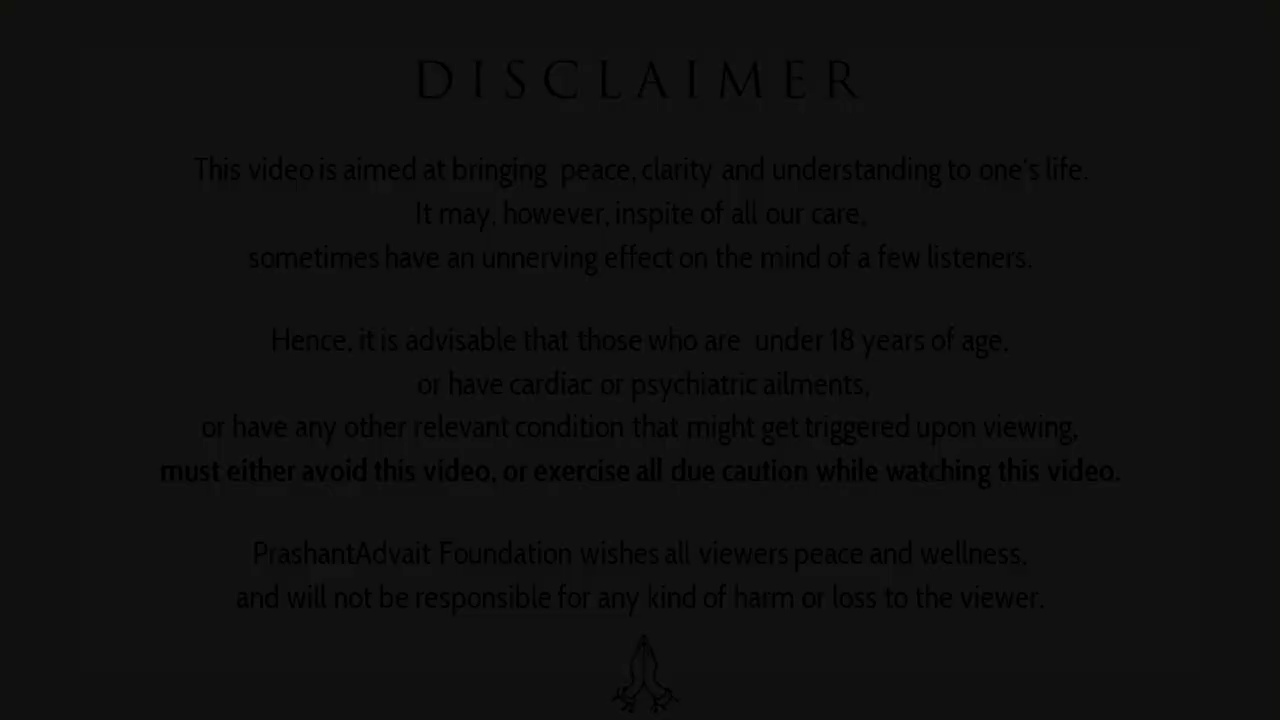 DISCLAIMER
This video is aimed at bringing peace, clarity and understanding to one's life.
It may, however, inspite of all our care,
sometimes have an unnerving effect on the mind of a few listeners.
Hence, it is advisable that those who are under 18 years of age,
or have cardiac or psychiatric ailments,
or have any other relevant condition that might get triggered upon viewing,
must either avoid this video, or exercise all due caution while watching this video.
PrashantAdvait Foundation wishes all viewers peace and wellness,
and will not be responsible for any kind of harm or loss to the viewer.